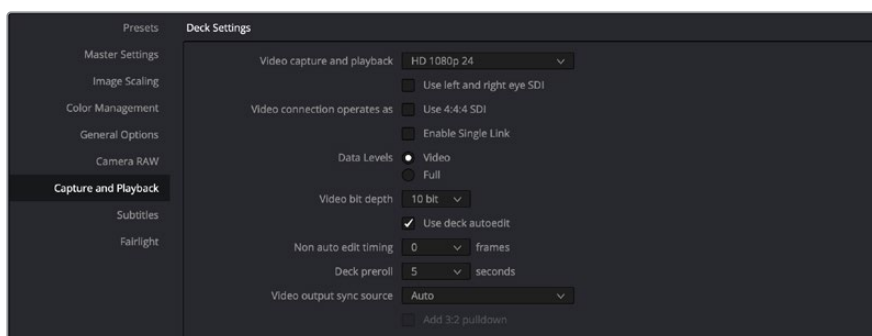 Presets
Master Settings
Image Scaling
Color Management
General Options
Camera RAW
Capture and Playback
Subtitles
Fairlight
Deck Settings
Video capture and playback HD 1080p 24
Use left and right eye SDI
Video connection operates as Use 4:4:4 SDI
Enable Single Link
Data Levels Video
Full
Video bit depth 10 bit
Use deck autoedit
Non auto edit timing 0 frames
Deck preroll 5 seconds
Video output sync source Auto
Add 3:2 pulldown